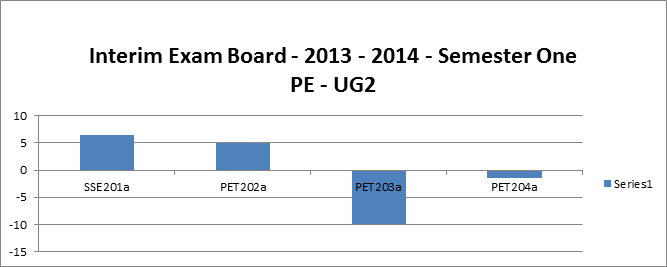 Interim Exam Board - 2013 - 2014 - Semester One
PE - UG2
10
5
0
-5
-10
-15
SSE201a
PET202a
PET203a
PET204a
Series1